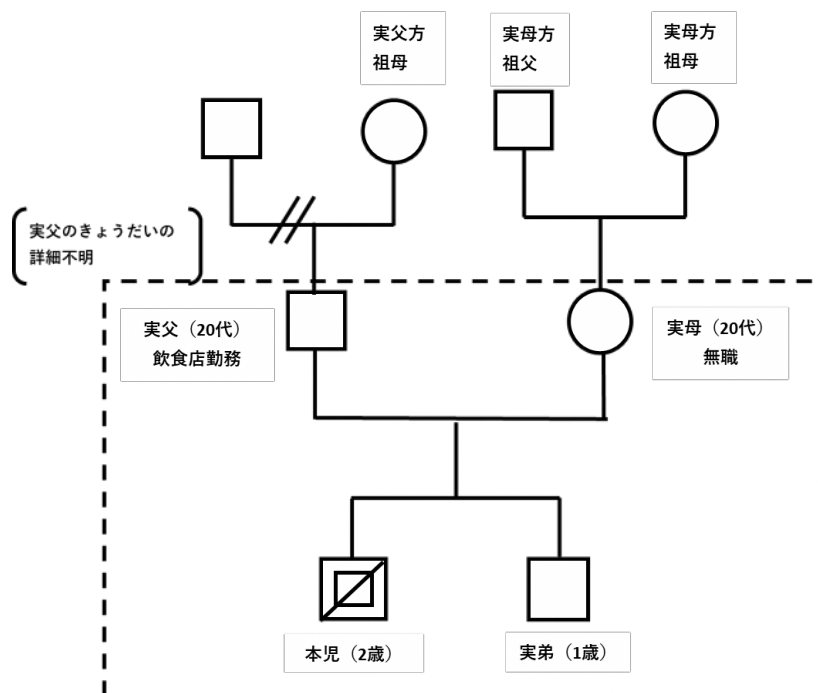 実父方
祖母
実母方
祖父
実母方
祖母
実父のきょうだいの
詳細不明
実父（20代）
飲食店勤務
実母（20代）
無職
本児（2歳）
実弟（1歳）